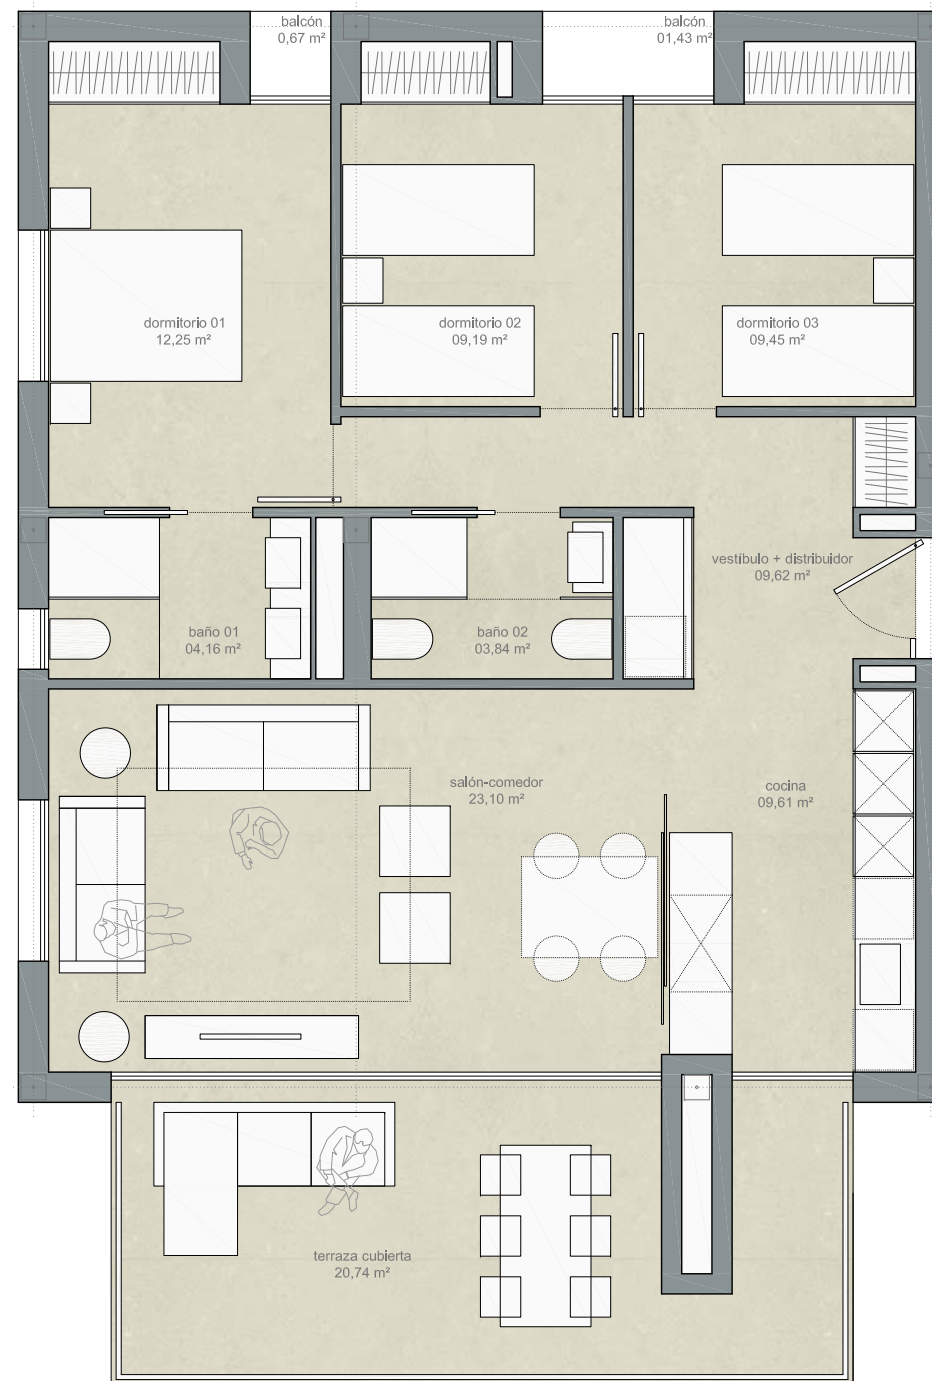 balcón
0,67 m²
balcón
01,43 m²
dormitorio 01
12,25 m²
dormitorio 02
09,19 m²
dormitorio 03
09,45 m²
vestíbulo + distribuidor
09,62 m²
baño 01
04,16 m²
baño 02
03,84 m²
salón-comedor
23,10 m²
cocina
09,61 m²
terraza cubierta
20,74 m²